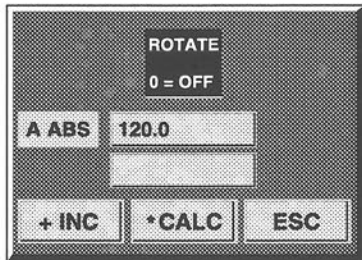 ROTATE
0 = OFF
A ABS 120.0
+ INC *CALC ESC